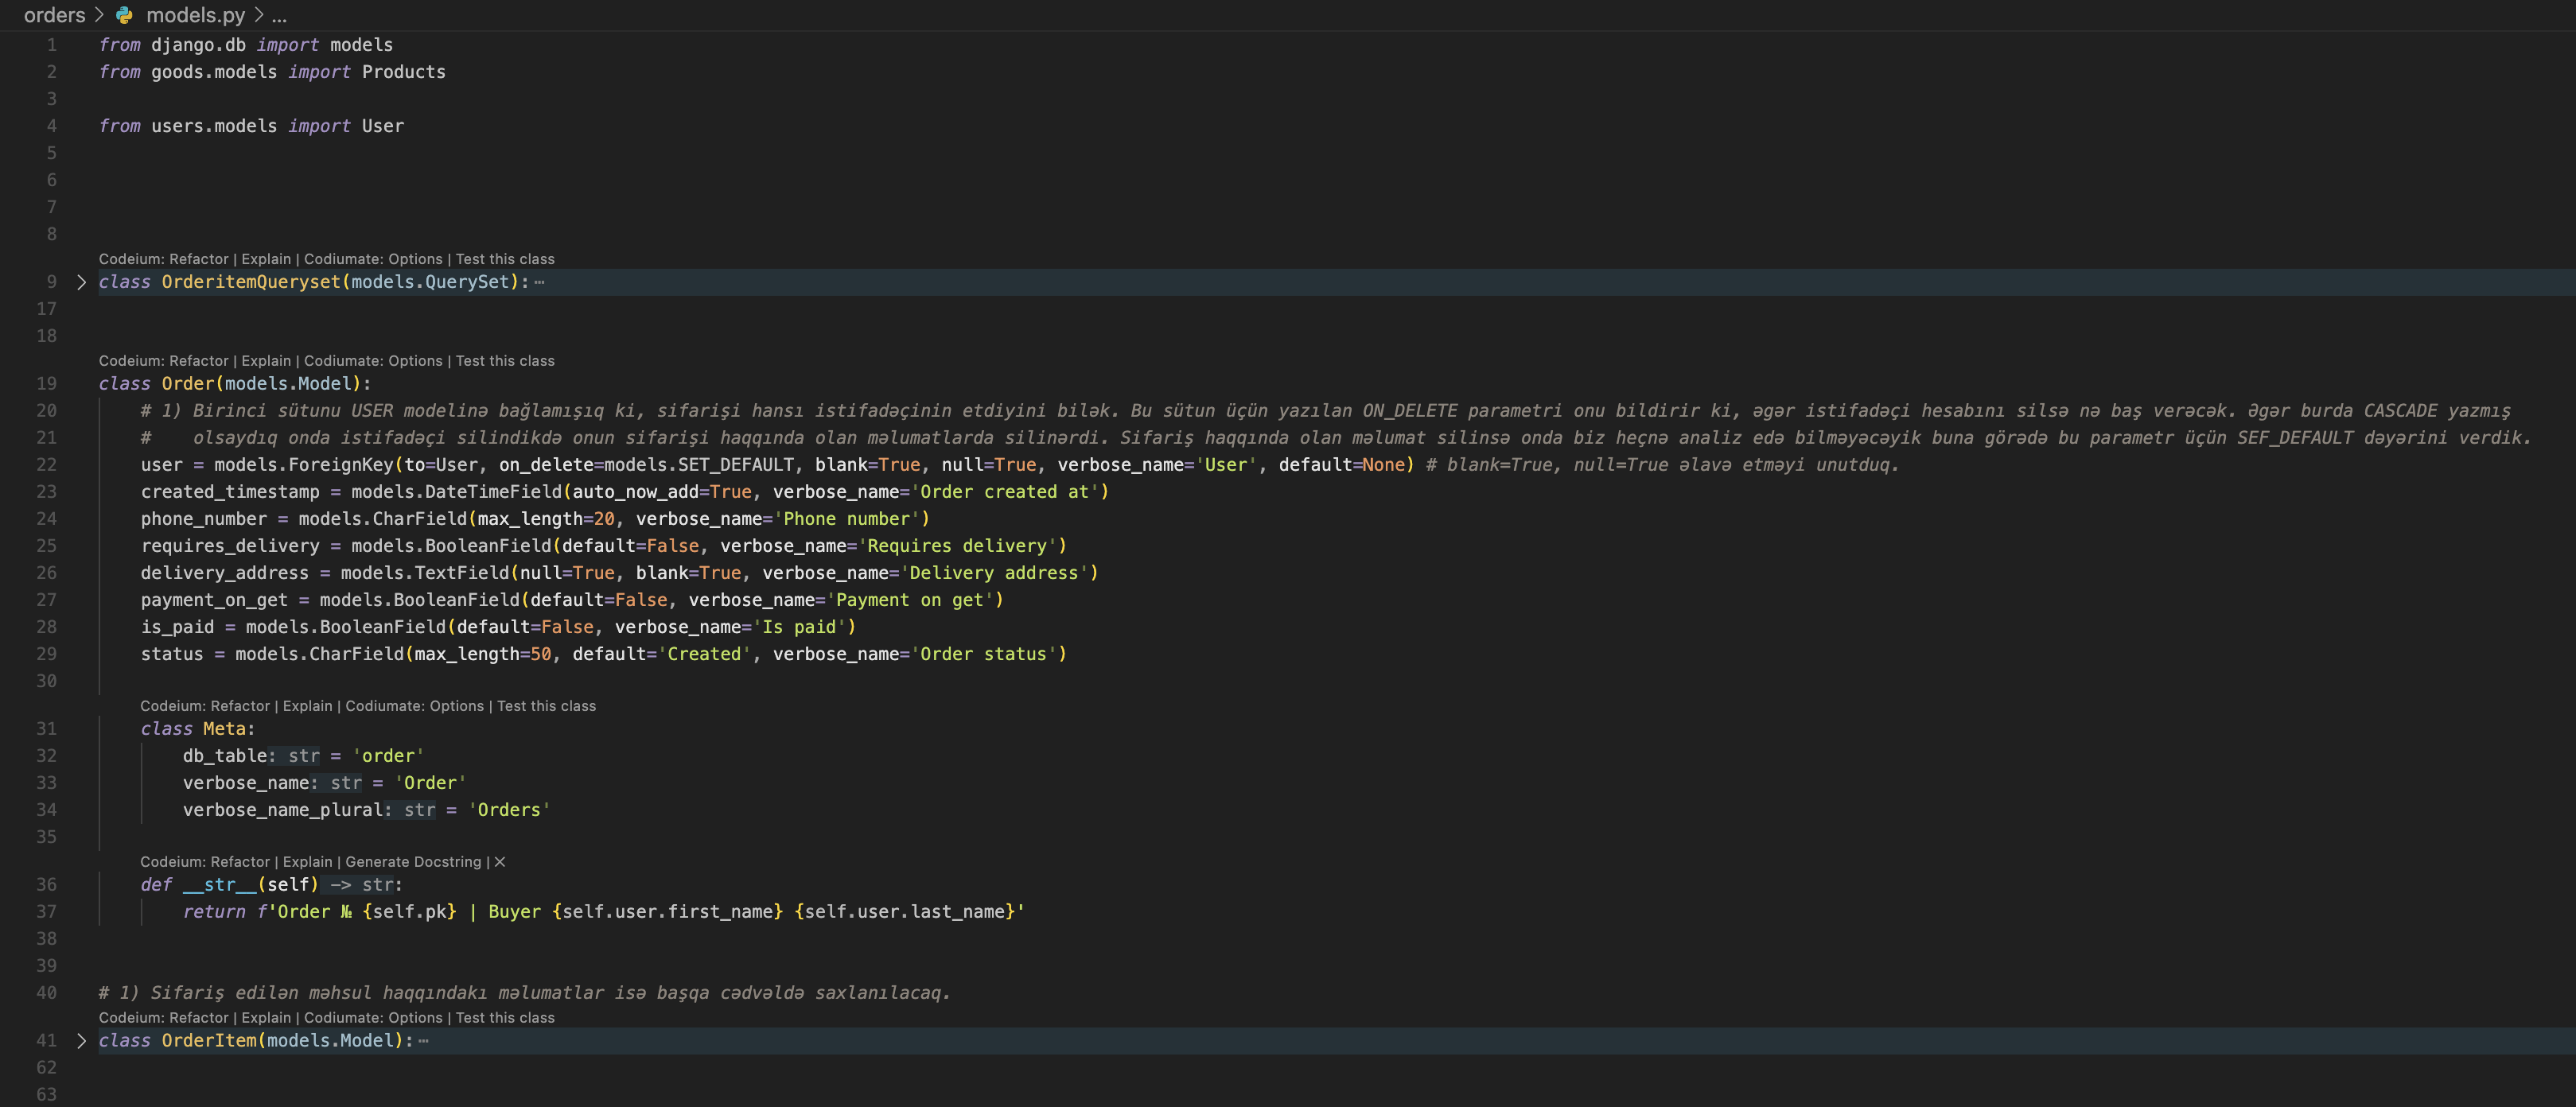 orders > models.py > ...
1 from django.db import models
2 from goods.models import Products
3
4 from users.models import User
5
6
7
8
Codeium: Refactor | Explain | Codiumate: Options | Test this class
9 > class OrderitemQueryset(models.QuerySet): ⋯
17
18
Codeium: Refactor | Explain | Codiumate: Options | Test this class
19 class Order(models.Model):
20     # 1) Birinci sütunu USER modelinə bağlamışıq ki, sifarişi hansı istifadəçinin etdiyini bilək. Bu sütun üçün yazılan ON_DELETE parametri onu bildirir ki, əgər istifadəçi hesabını silsə nə baş verəcək. Əgər burda CASCADE yazmış
21     #    olsaydıq onda istifadəçi silindikdə onun sifarişi haqqında olan məlumatlarda silinərdi. Sifariş haqqında olan məlumat silinsə onda biz heçnə analiz edə bilməyəcəyik buna görədə bu parametr üçün SEF_DEFAULT dəyərini verdik.
22     user = models.ForeignKey(to=User, on_delete=models.SET_DEFAULT, blank=True, null=True, verbose_name='User', default=None) # blank=True, null=True əlavə etməyi unutduq.
23     created_timestamp = models.DateTimeField(auto_now_add=True, verbose_name='Order created at')
24     phone_number = models.CharField(max_length=20, verbose_name='Phone number')
25     requires_delivery = models.BooleanField(default=False, verbose_name='Requires delivery')
26     delivery_address = models.TextField(null=True, blank=True, verbose_name='Delivery address')
27     payment_on_get = models.BooleanField(default=False, verbose_name='Payment on get')
28     is_paid = models.BooleanField(default=False, verbose_name='Is paid')
29     status = models.CharField(max_length=50, default='Created', verbose_name='Order status')
30
Codeium: Refactor | Explain | Codiumate: Options | Test this class
31     class Meta:
32         db_table: str = 'order'
33         verbose_name: str = 'Order'
34         verbose_name_plural: str = 'Orders'
35
Codeium: Refactor | Explain | Generate Docstring | ×
36     def __str__(self) -> str:
37         return f'Order № {self.pk} | Buyer {self.user.first_name} {self.user.last_name}'
38
39
40 # 1) Sifariş edilən məhsul haqqındakı məlumatlar isə başqa cədvəldə saxlanılacaq.
Codeium: Refactor | Explain | Codiumate: Options | Test this class
41 > class OrderItem(models.Model): ⋯
62
63